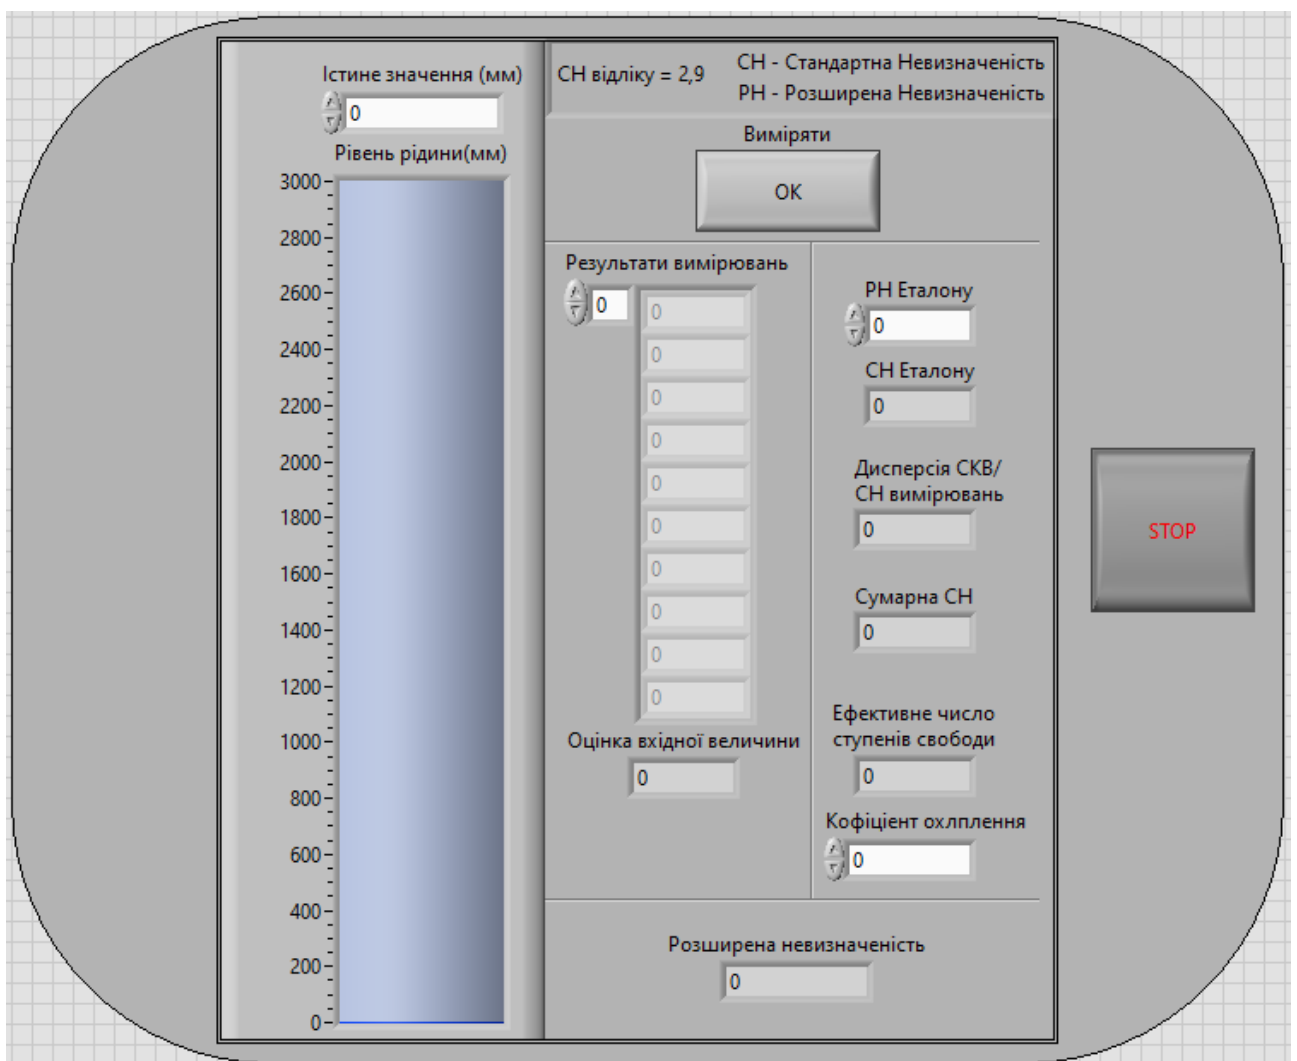 Істине значення (мм)
0
Рівень рідини(мм)
3000
2800
2600
2400
2200
2000
1800
1600
1400
1200
1000
800
600
400
200
0
СН відліку = 2,9
СН - Стандартна Невизначеність
РН - Розширена Невизначеність
Виміряти
OK
Результати вимірювань
0
0
0
0
0
0
0
0
0
0
0
Оцінка вхідної величини
0
РН Еталону
0
СН Еталону
0
Дисперсія СКВ/
СН вимірювань
0
Сумарна СН
0
Ефективне число
ступенів свободи
0
Кофіціент охлплення
0
Розширена невизначеність
0
STOP